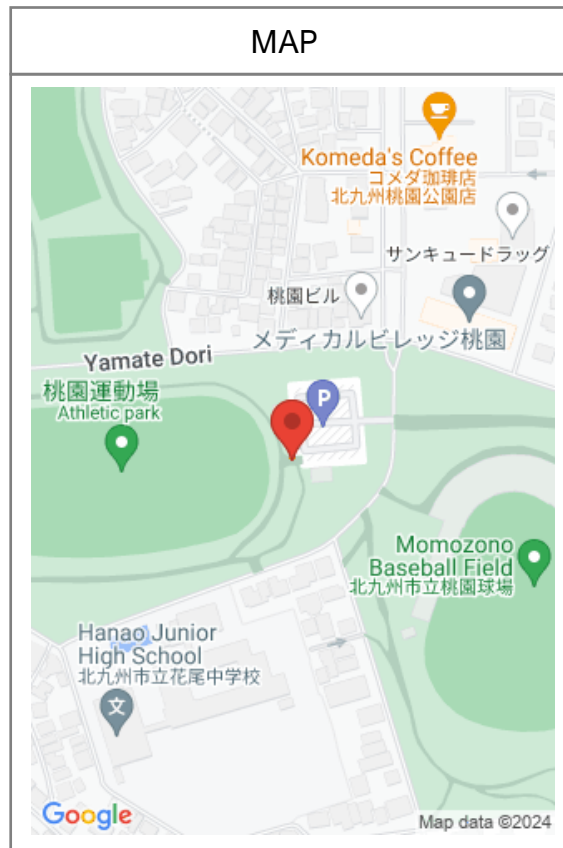 MAP
Komeda's Coffee
コメダ珈琲店
北九州桃園公園店
サンキュードラッグ
桃園ビル
メディカルビレッジ桃園
Yamate Dori
桃園運動場
Athletic park
P
Momozono
Baseball Field
北九州市立桃園球場
Hanao Junior
High School
北九州市立花尾中学校
文
Google
Map data ©2024